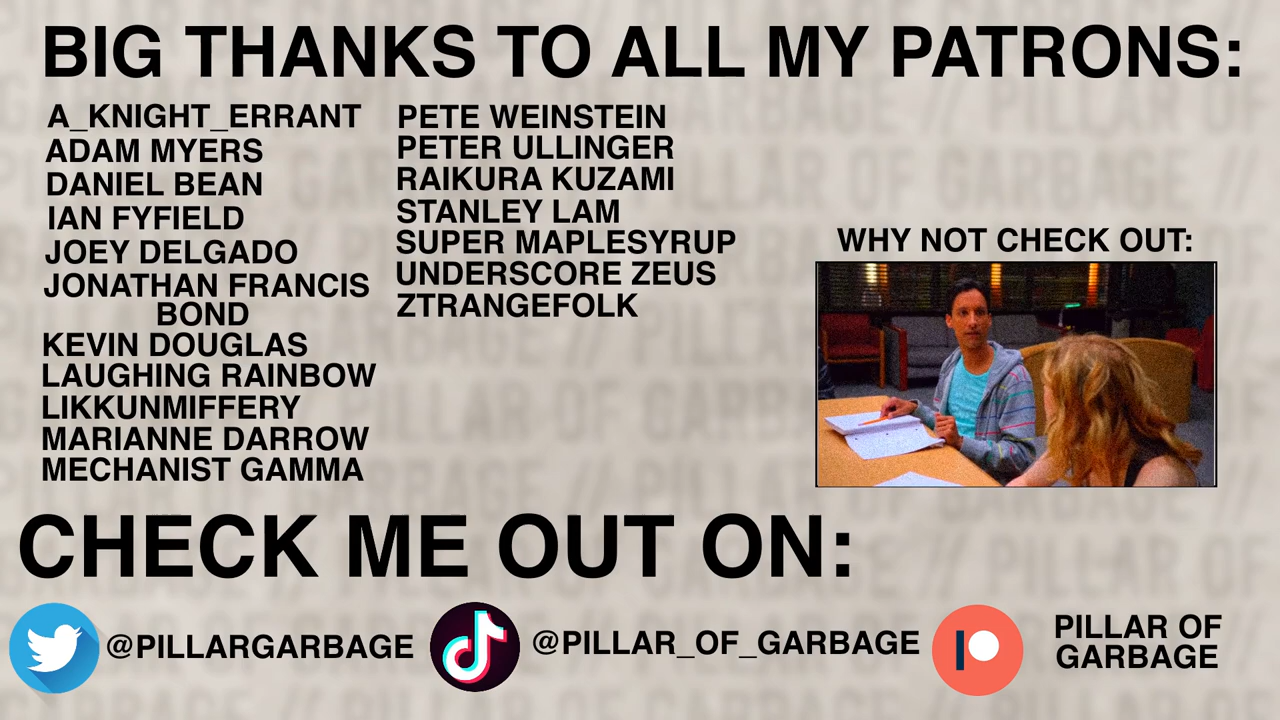 BIG THANKS TO ALL MY PATRONS:
A_KNIGHT_ERRANT
ADAM MYERS
DANIEL BEAN
IAN FYFIELD
JOEY DELGADO
JONATHAN FRANCIS
BOND
KEVIN DOUGLAS
LAUGHING RAINBOW
LIKKUNMIFFERY
MARIANNE DARROW
MECHANIST GAMMA
PETE WEINSTEIN
PETER ULLINGER
RAIKURA KUZAMI
STANLEY LAM
SUPER MAPLESYRUP
UNDERSCORE ZEUS
ZTRANGEFOLK
WHY NOT CHECK OUT:
CHECK ME OUT ON:
@PILLARGARBAGE
@PILLAR_OF_GARBAGE
PILLAR OF
GARBAGE